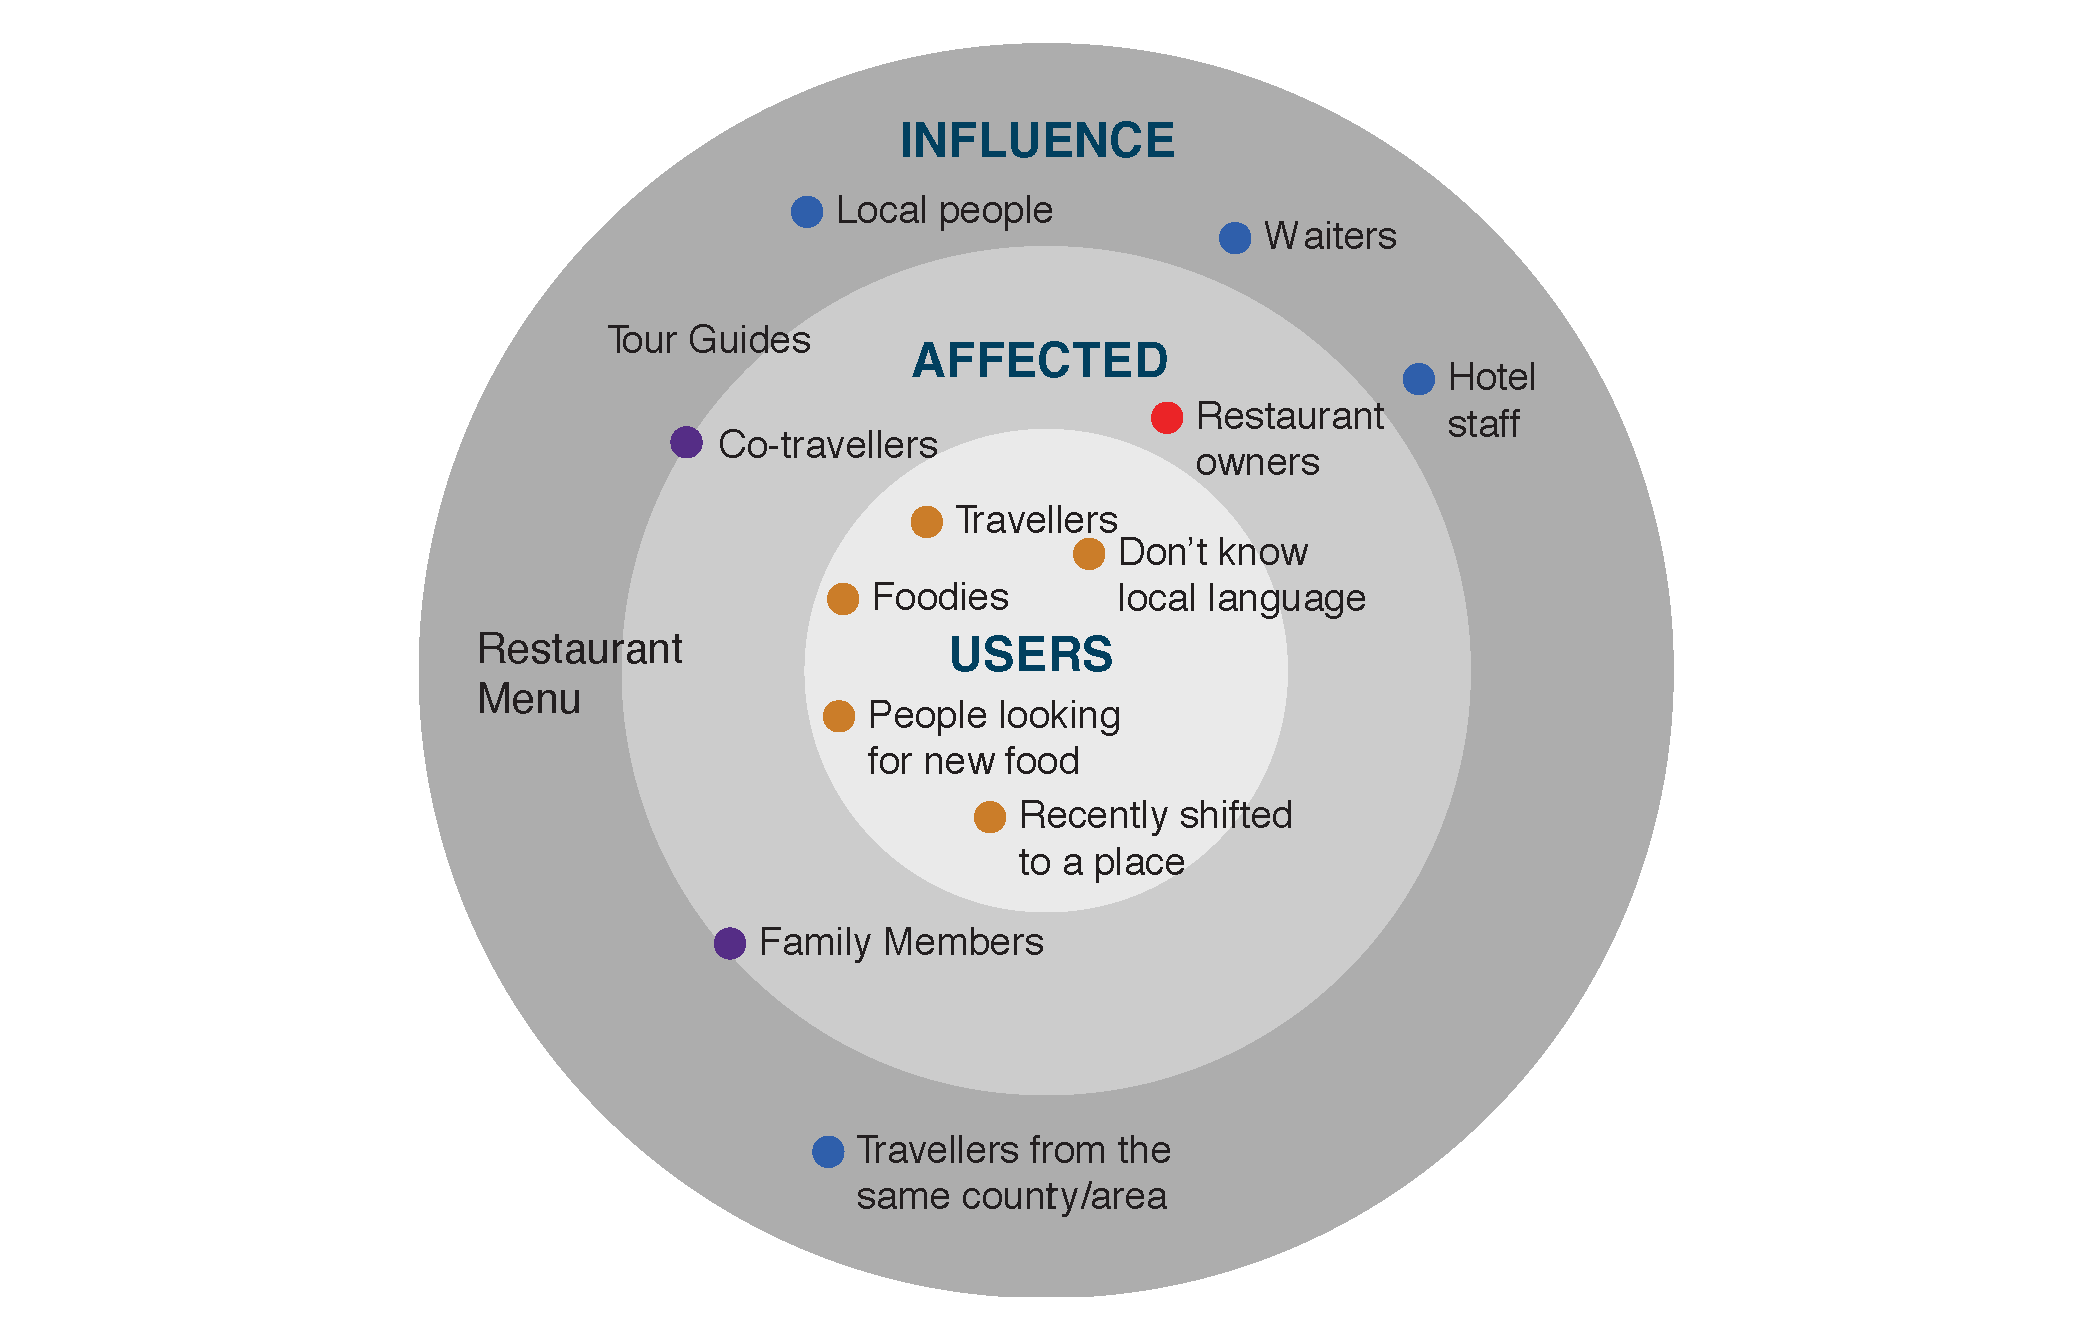 INFLUENCE
Local people
Waiters
Tour Guides
AFFECTED
Hotel
staff
Restaurant
owners
Co-travellers
Travellers
Don't know
local language
Foodies
USERS
Restaurant
Menu
People looking
for new food
Recently shifted
to a place
Family Members
Travellers from the
same county/area